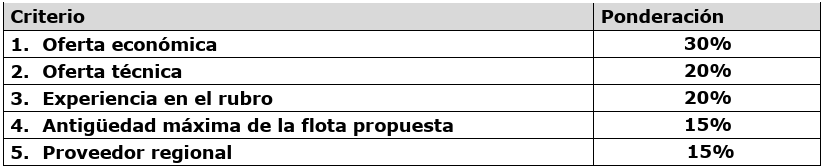 Criterio Ponderación
1. Oferta económica 30%
2. Oferta técnica 20%
3. Experiencia en el rubro 20%
4. Antigüedad máxima de la flota propuesta 15%
5. Proveedor regional 15%